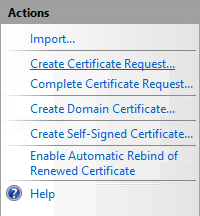 Actions
Import...
Create Certificate Request...
Complete Certificate Request...
Create Domain Certificate...
Create Self-Signed Certificate...
Enable Automatic Rebind of
Renewed Certificate
Help